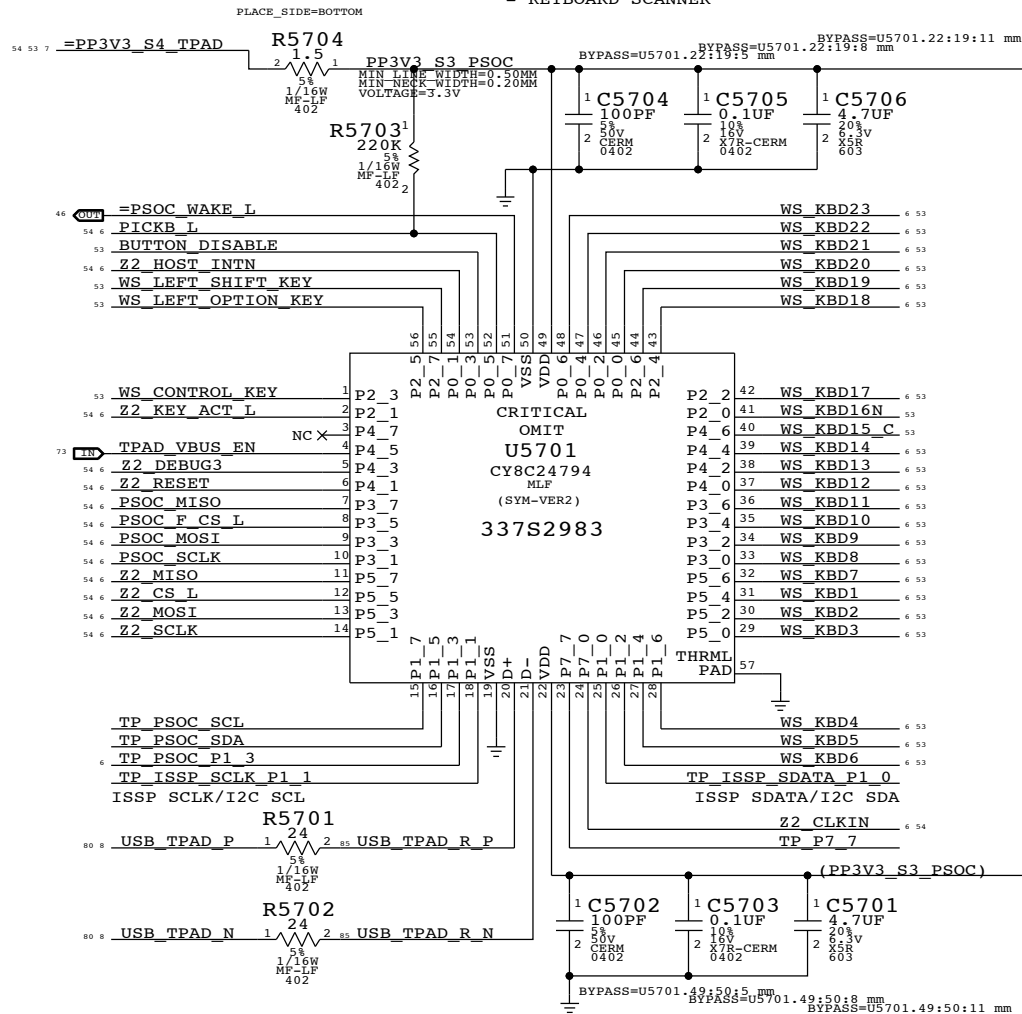 = KEYBOARD SCANNER
PLACE_SIDE=BOTTOM
54 53 7 =PP3V3_S4_TPAD
R5704
1.5
2 1
5%
1/16W
MF-LF
402
PP3V3_S3_PSOC
MIN_LINE_WIDTH=0.50MM
MIN_NECK_WIDTH=0.20MM
VOLTAGE=3.3V
BYPASS=U5701.22:19:5 mm
BYPASS=U5701.22:19:8 mm
BYPASS=U5701.22:19:11 mm
R5703
220K
5%
1/16W
MF-LF
402
1
2
1 C5704
100PF
5%
50V
2 CERM
0402
1 C5705
0.1UF
10%
16V
2 X7R-CERM
0402
1 C5706
4.7UF
20%
6.3V
2 X5R
603
46 OUT =PSOC_WAKE_L
54 6 PICKB_L
53 BUTTON_DISABLE
54 6 Z2_HOST_INTN
53 WS_LEFT_SHIFT_KEY
53 WS_LEFT_OPTION_KEY
WS_KBD23 6 53
WS_KBD22 6 53
WS_KBD21 6 53
WS_KBD20 6 53
WS_KBD19 6 53
WS_KBD18 6 53
56 55 54 53 52 51 50 49 48 47 46 45 44 43
P2_5 P2_7 P0_1 P0_3 P0_5 P0_7 VSS VDD P0_6 P0_4 P0_2 P0_0 P2_6 P2_4
CRITICAL
OMIT
U5701
CY8C24794
MLF
(SYM-VER2)
337S2983
53 WS_CONTROL_KEY 1 P2_3
54 6 Z2_KEY_ACT_L 2 P2_1
NC 3 P4_7
73 IN TPAD_VBUS_EN 4 P4_5
54 6 Z2_DEBUG3 5 P4_3
54 6 Z2_RESET 6 P4_1
54 6 PSOC_MISO 7 P3_7
54 6 PSOC_F_CS_L 8 P3_5
54 6 PSOC_MOSI 9 P3_3
54 6 PSOC_SCLK 10 P3_1
54 6 Z2_MISO 11 P5_7
54 6 Z2_CS_L 12 P5_5
54 6 Z2_MOSI 13 P5_3
54 6 Z2_SCLK 14 P5_1
P2_2 42 WS_KBD17 6 53
P2_0 41 WS_KBD16N 53
P4_6 40 WS_KBD15_C 53
P4_4 39 WS_KBD14 6 53
P4_2 38 WS_KBD13 6 53
P4_0 37 WS_KBD12 6 53
P3_6 36 WS_KBD11 6 53
P3_4 35 WS_KBD10 6 53
P3_2 34 WS_KBD9 6 53
P3_0 33 WS_KBD8 6 53
P5_6 32 WS_KBD7 6 53
P5_4 31 WS_KBD1 6 53
P5_2 30 WS_KBD2 6 53
P5_0 29 WS_KBD3 6 53
THRML
PAD 57
P1_7 P1_5 P1_3 P1_1 VSS D+ D- VDD P7_7 P7_0 P1_0 P1_2 P1_4 P1_6
15 16 17 18 19 20 21 22 23 24 25 26 27 28
TP_PSOC_SCL
TP_PSOC_SDA
6 TP_PSOC_P1_3
TP_ISSP_SCLK_P1_1
ISSP SCLK/I2C SCL
WS_KBD4 6 53
WS_KBD5 6 53
WS_KBD6 6 53
TP_ISSP_SDATA_P1_0
ISSP SDATA/I2C SDA
Z2_CLKIN 6 54
TP_P7_7
R5701
24
80 8 USB_TPAD_P 1 2 85 USB_TPAD_R_P
5%
1/16W
MF-LF
402
R5702
24
80 8 USB_TPAD_N 1 2 85 USB_TPAD_R_N
5%
1/16W
MF-LF
402
(PP3V3_S3_PSOC)
1 C5702
100PF
5%
50V
2 CERM
0402
1 C5703
0.1UF
10%
16V
2 X7R-CERM
0402
1 C5701
4.7UF
20%
6.3V
2 X5R
603
BYPASS=U5701.49:50:5 mm
BYPASS=U5701.49:50:8 mm
BYPASS=U5701.49:50:11 mm